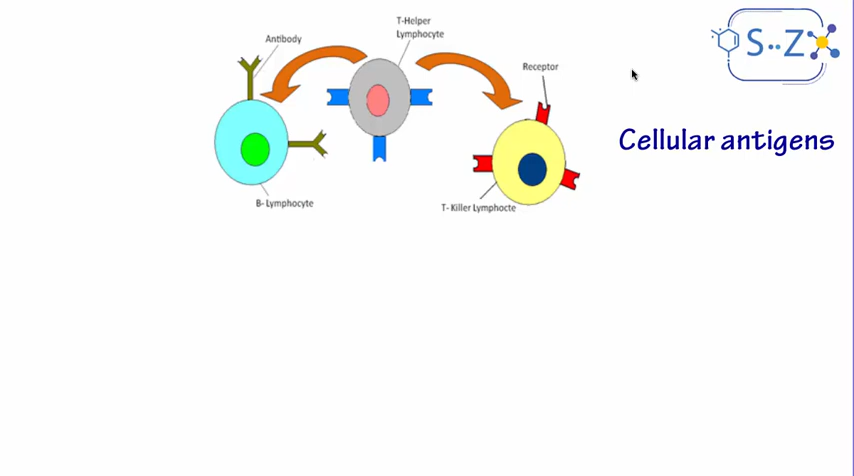 T-Helper
Lymphocyte
Antibody
Receptor
S··Z
Cellular antigens
B- Lymphocyte
T- Killer Lymphocte